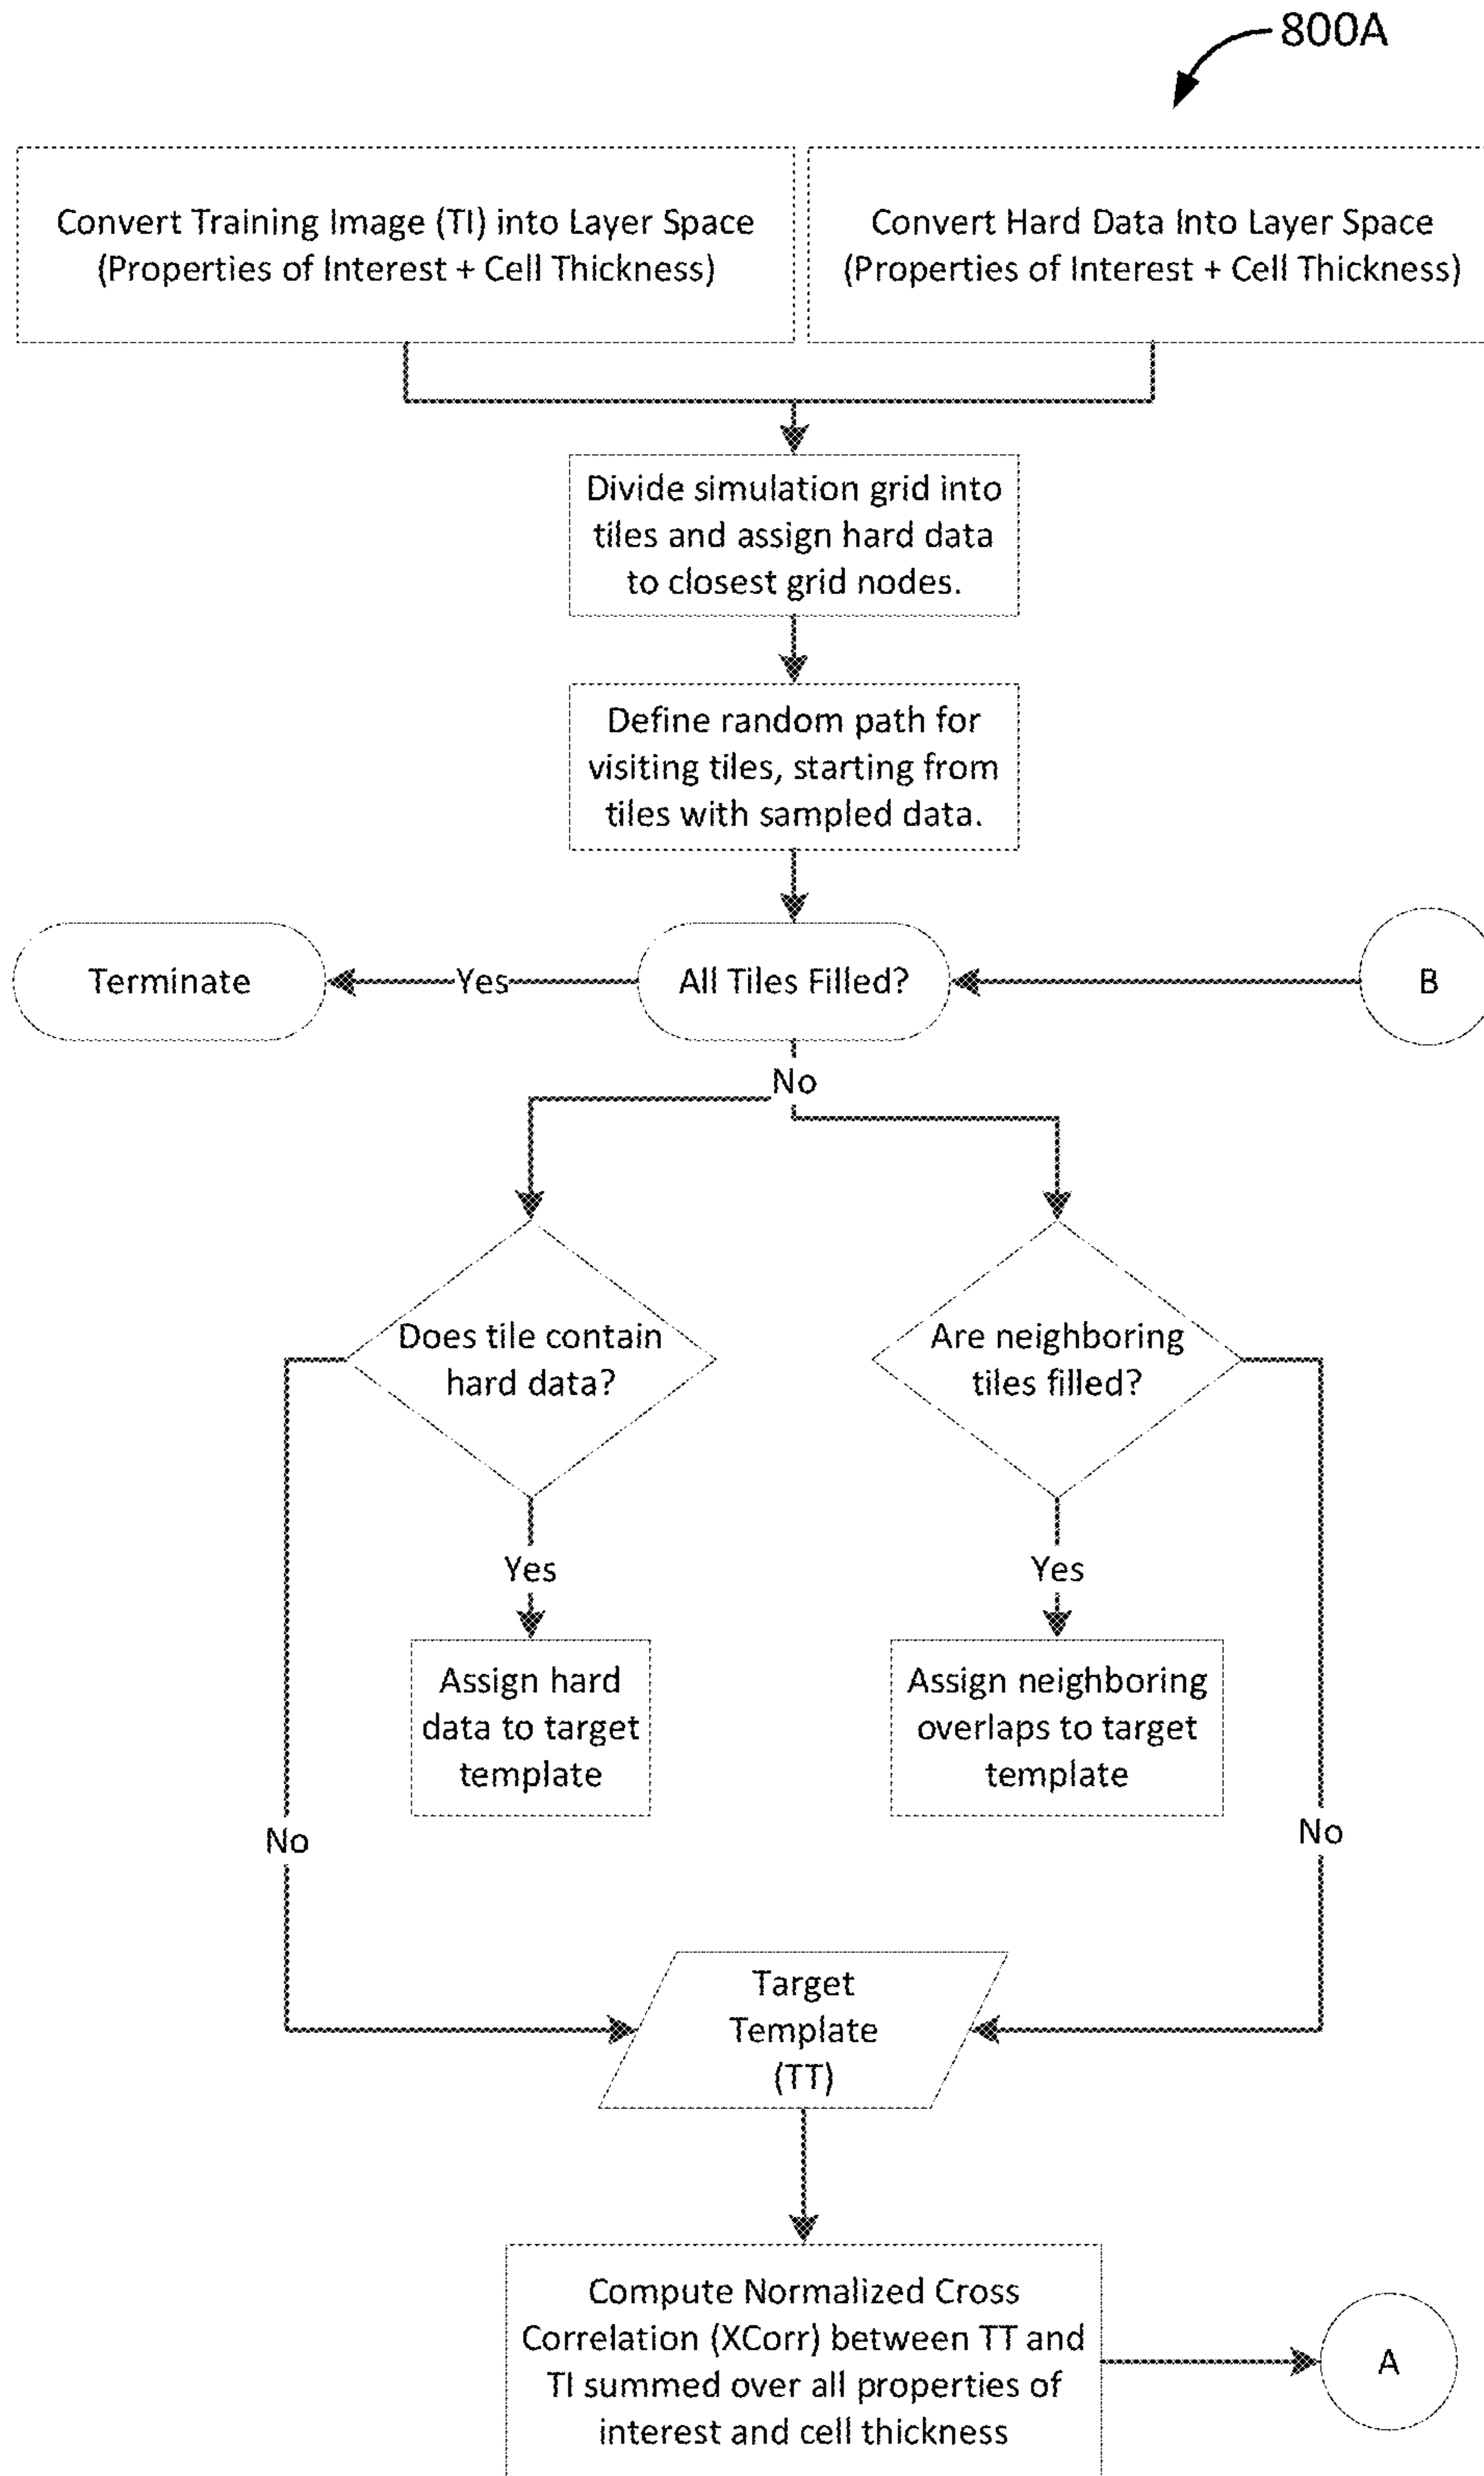 800A
Convert Training Image (TI) into Layer Space
(Properties of Interest + Cell Thickness)
Convert Hard Data Into Layer Space
(Properties of Interest + Cell Thickness)
Divide simulation grid into
tiles and assign hard data
to closest grid nodes.
Define random path for
visiting tiles, starting from
tiles with sampled data.
Terminate
Yes
All Tiles Filled?
B
No
Does tile contain
hard data?
Are neighboring
tiles filled?
Yes
Yes
Assign hard
data to target
template
Assign neighboring
overlaps to target
template
No
No
Target
Template
(TT)
Compute Normalized Cross
Correlation (XCorr) between TT and
TI summed over all properties of
interest and cell thickness
A